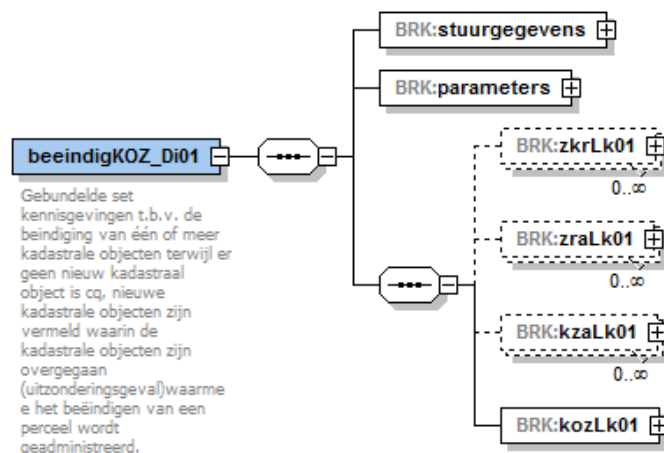 BRK:stuurgegevens
BRK:parameters
beeindigKOZ_Di01
BRK:zkrLk01
0..∞
BRK:zraLk01
0..∞
BRK:kzaLk01
0..∞
BRK:kozLk01
Gebundelde set
kennisgevingen t.b.v. de
beindiging van één of meer
kadastrale objecten terwijl er
geen nieuw kadastraal
object is cq, nieuwe
kadastrale objecten zijn
vermeld waarin de
kadastrale objecten zijn
overgegaan
(uitzonderingsgeval)waarme
e het beëindigen van een
perceel wordt
geadministreerd.